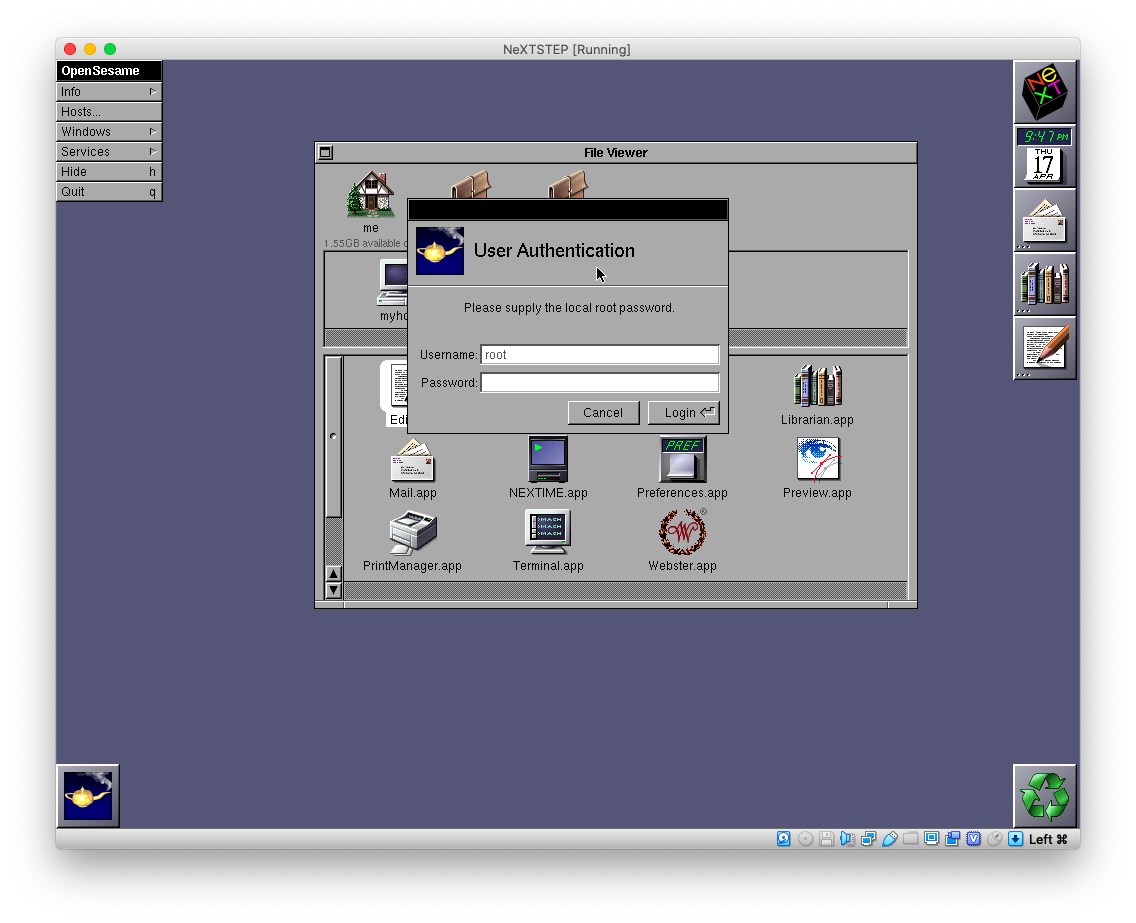 NeXTSTEP [Running]
OpenSesame
Info
Hosts...
Windows
Services
Hide h
Quit q
NeXT
9:47 PM
THU
17
APR
File Viewer
me
1.55GB available
User Authentication
Please supply the local root password.
Username: root
Password:
Cancel
Login
Librarian.app
Mail.app
NEXTIME.app
PREF
Preferences.app
Preview.app
PrintManager.app
>MACH
>MACH
>MACH
Terminal.app
W
Webster.app
V
Left ⌘